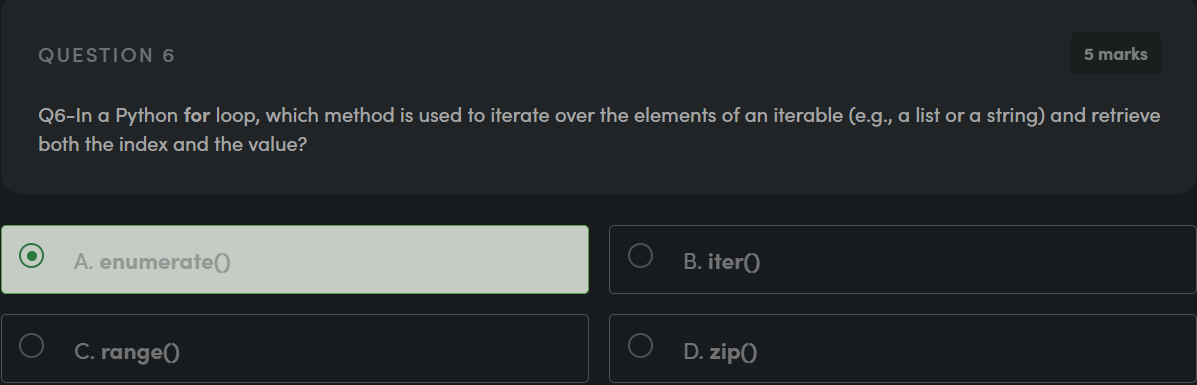 QUESTION 6
5 marks
Q6-In a Python for loop, which method is used to iterate over the elements of an iterable (e.g., a list or a string) and retrieve
both the index and the value?
A. enumerate()
B. iter()
C. range()
D. zip()